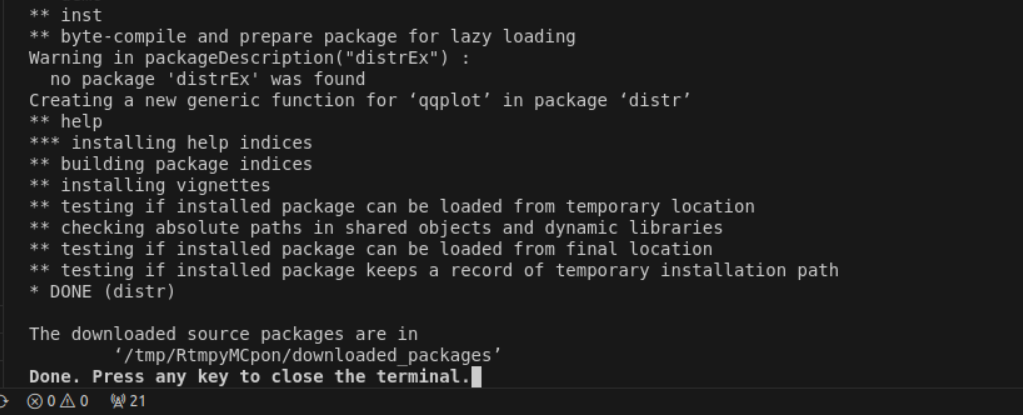 ** inst
** byte-compile and prepare package for lazy loading
Warning in packageDescription("distrEx") :
  no package 'distrEx' was found
Creating a new generic function for ‘qqplot’ in package ‘distr’
** help
*** installing help indices
** building package indices
** installing vignettes
** testing if installed package can be loaded from temporary location
** checking absolute paths in shared objects and dynamic libraries
** testing if installed package can be loaded from final location
** testing if installed package keeps a record of temporary installation path
* DONE (distr)
The downloaded source packages are in
        ‘/tmp/RtmpyMCpon/downloaded_packages’
Done. Press any key to close the terminal.
0 0 21